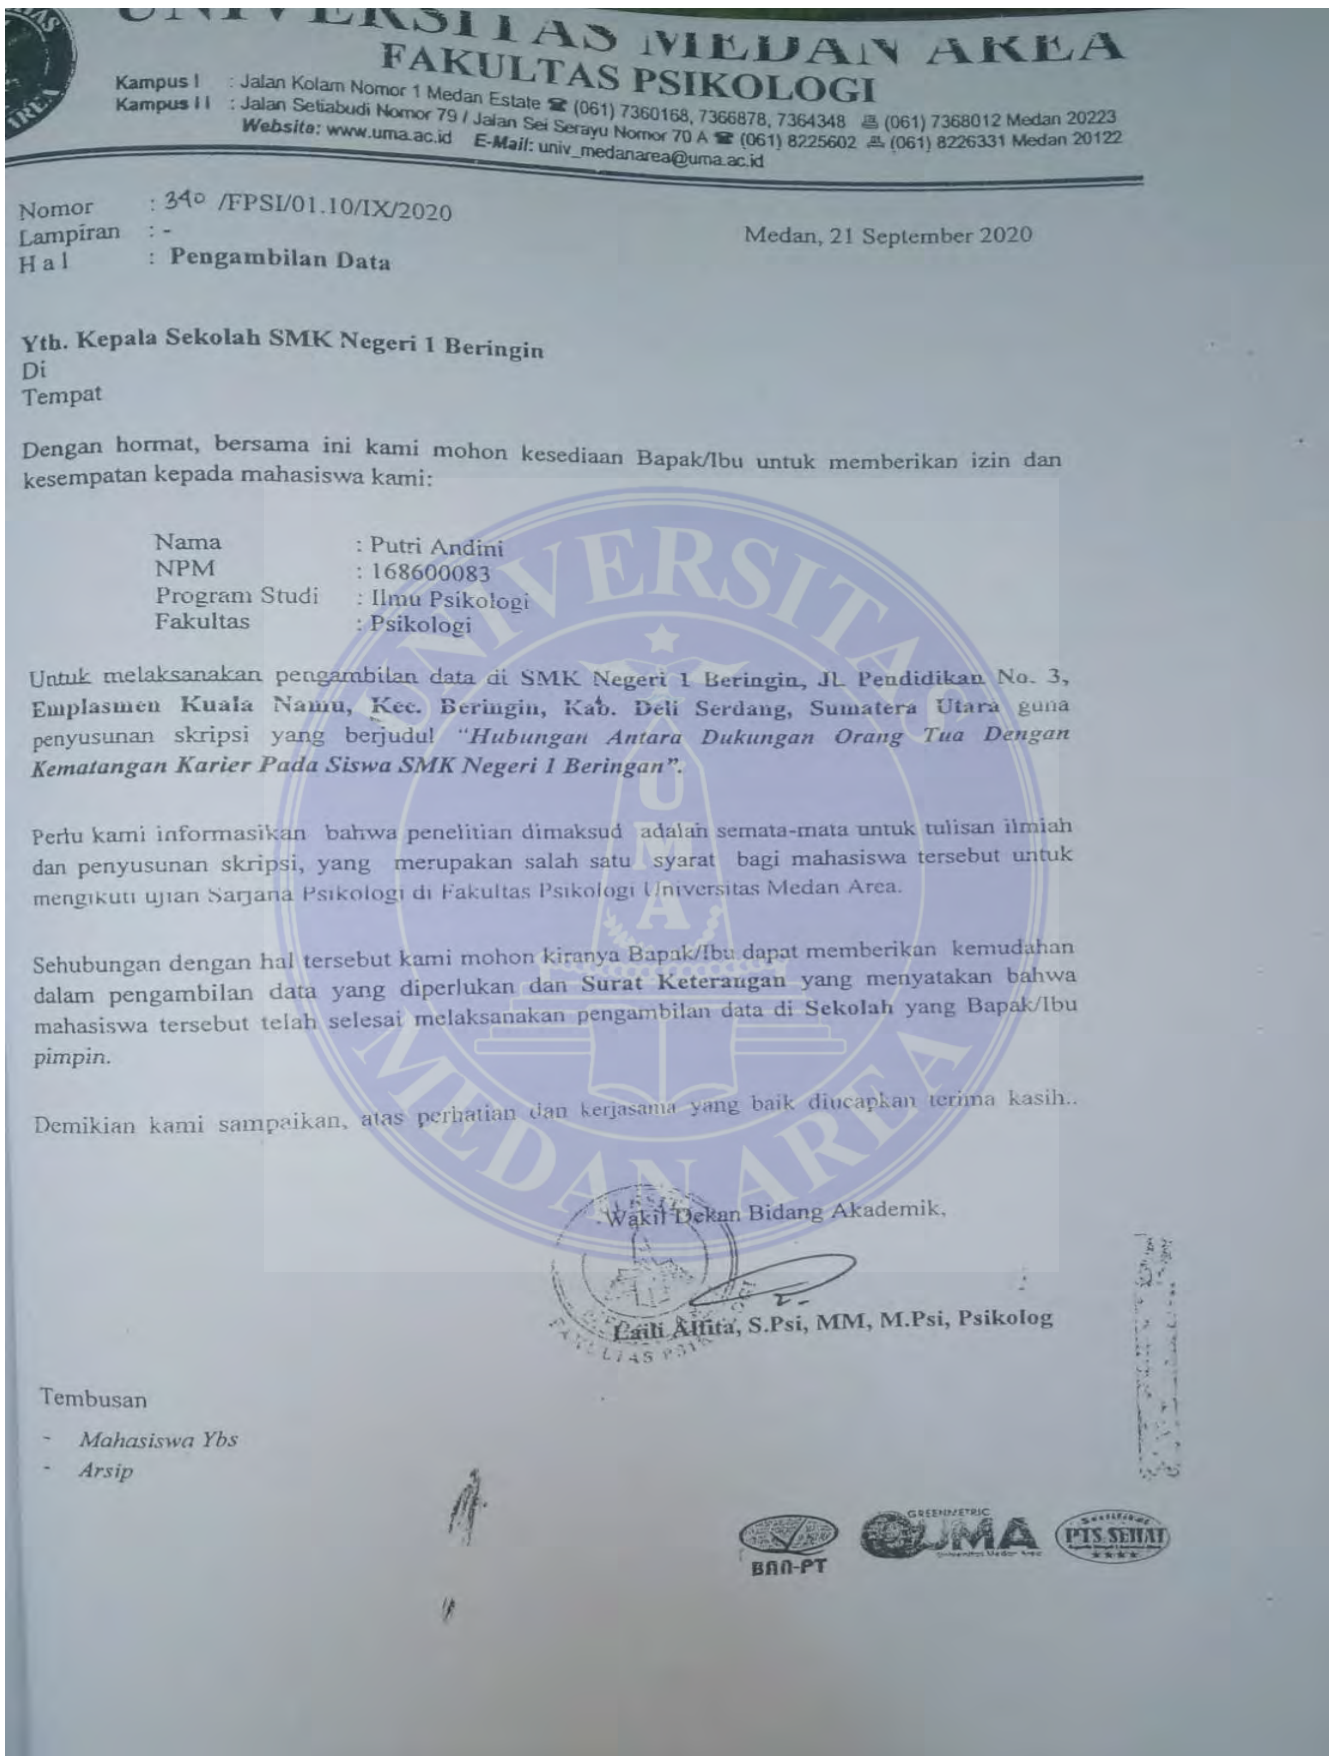 UNIVERSITAS MEDAN AREA
FAKULTAS PSIKOLOGI
Kampus I : Jalan Kolam Nomor 1 Medan Estate ☎ (061) 7360168, 7366878, 7364348 (061) 7368012 Medan 20223
Kampus II : Jalan Setiabudi Nomor 79 / Jalan Sei Serayu Nomor 70 A ☎ (061) 8225602 (061) 8226331 Medan 20122
Website: www.uma.ac.id E-Mail: univ_medanarea@uma.ac.id
Nomor : 340 /FPSI/01.10/IX/2020
Medan, 21 September 2020
Lampiran : -
H a l : Pengambilan Data
Yth. Kepala Sekolah SMK Negeri 1 Beringin
Di
Tempat
Dengan hormat, bersama ini kami mohon kesediaan Bapak/Ibu untuk memberikan izin dan
kesempatan kepada mahasiswa kami:
Nama : Putri Andini
NPM : 168600083
Program Studi : Ilmu Psikologi
Fakultas : Psikologi
Untuk melaksanakan pengambilan data di SMK Negeri 1 Beringin, JL Pendidikan No. 3,
Emplasmen Kuala Namu, Kec. Beringin, Kab. Deli Serdang, Sumatera Utara guna
penyusunan skripsi yang berjudul "Hubungan Antara Dukungan Orang Tua Dengan
Kematangan Karier Pada Siswa SMK Negeri 1 Beringan".
Perlu kami informasikan bahwa penelitian dimaksud adalah semata-mata untuk tulisan ilmiah
dan penyusunan skripsi, yang merupakan salah satu syarat bagi mahasiswa tersebut untuk
mengikuti ujian Sarjana Psikologi di Fakultas Psikologi Universitas Medan Area.
Sehubungan dengan hal tersebut kami mohon kiranya Bapak/Ibu dapat memberikan kemudahan
dalam pengambilan data yang diperlukan dan Surat Keterangan yang menyatakan bahwa
mahasiswa tersebut telah selesai melaksanakan pengambilan data di Sekolah yang Bapak/Ibu
pimpin.
Demikian kami sampaikan, atas perhatian dan kerjasama yang baik diucapkan terima kasih..
Wakil Dekan Bidang Akademik,
Laili Alfita, S.Psi, MM, M.Psi, Psikolog
Tembusan
- Mahasiswa Ybs
- Arsip
UNIVERSITAS
UMA
MEDAN AREA
BAN-PT
GREENMETRIC
UMA
Universitas Medan Area
PTS SEHAT